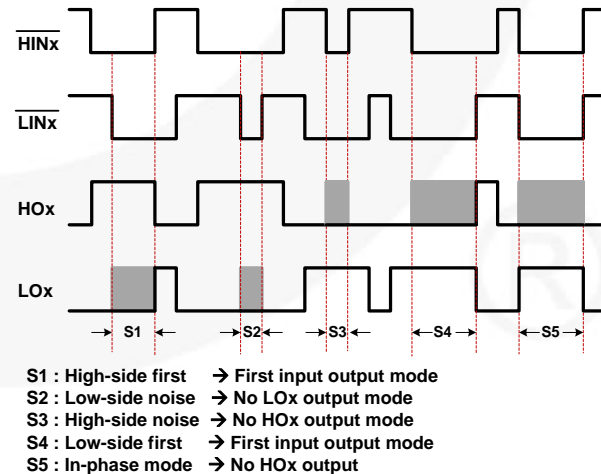 HINx
LINx
HOx
LOx
S1 S2 S3 S4 S5
S1 : High-side first → First input output mode
S2 : Low-side noise → No LOx output mode
S3 : High-side noise → No HOx output mode
S4 : Low-side first → First input output mode
S5 : In-phase mode → No HOx output